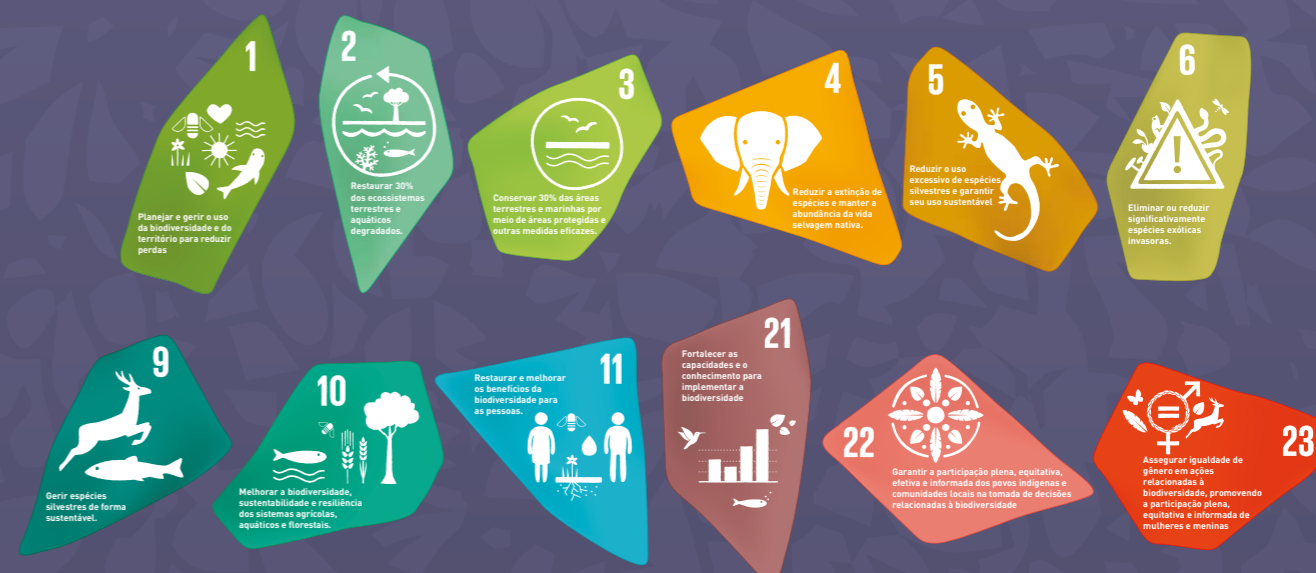 1
Planejar e gerir o uso
da biodiversidade e do
território para reduzir
perdas
2
Restaurar 30%
dos ecossistemas
terrestres e
aquáticos
degradados.
3
Conservar 30% das áreas
terrestres e marinhas por
meio de áreas protegidas e
outras medidas eficazes.
4
Reduzir a extinção de
espécies e manter a
abundância da vida
selvagem nativa.
5
Reduzir o uso
excessivo de espécies
silvestres e garantir
seu uso sustentável
6
!
Eliminar ou reduzir
significativamente
espécies exóticas
invasoras.
9
Gerir espécies
silvestres de forma
sustentável.
10
Melhorar a biodiversidade,
sustentabilidade e resiliência
dos sistemas agrícolas,
aquáticos e florestais.
11
Restaurar e melhorar
os benefícios da
biodiversidade para
as pessoas.
21
Fortalecer as
capacidades e o
conhecimento para
implementar a
biodiversidade
22
Garantir a participação plena, equitativa,
efetiva e informada dos povos indígenas e
comunidades locais na tomada de decisões
relacionadas à biodiversidade
23
Assegurar igualdade de
gênero em ações
relacionadas à
biodiversidade, promovendo
a participação plena,
equitativa e informada de
mulheres e meninas